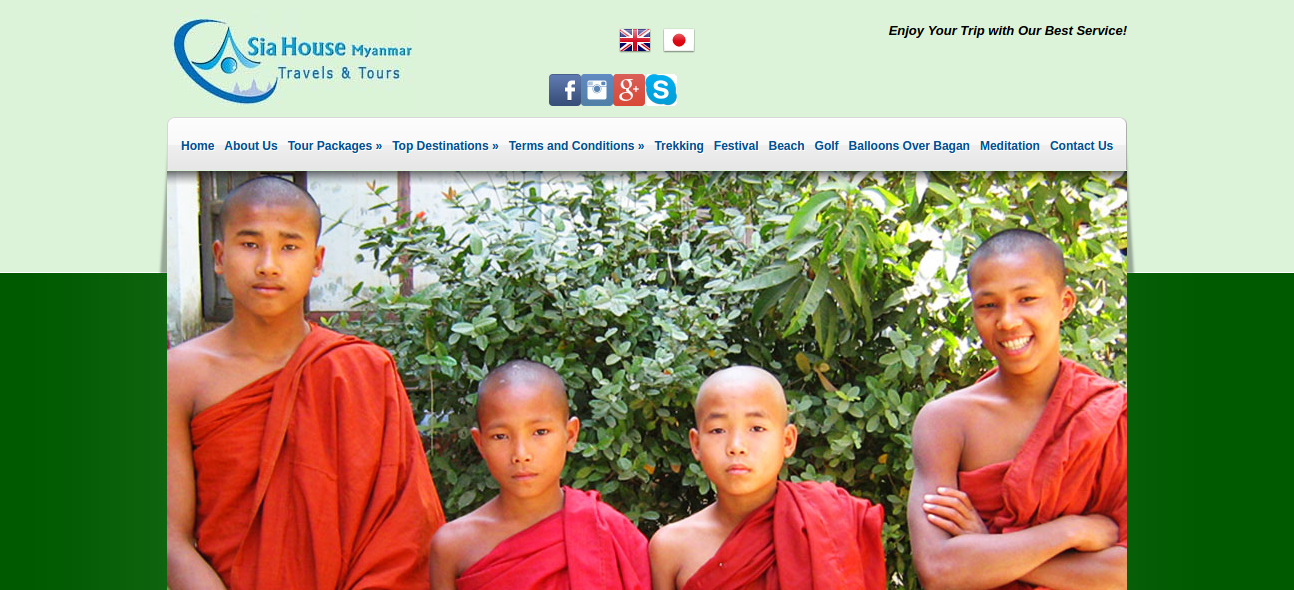 Sia House Myanmar
Travels & Tours
Enjoy Your Trip with Our Best Service!
f g+ S
Home About Us Tour Packages » Top Destinations » Terms and Conditions » Trekking Festival Beach Golf Balloons Over Bagan Meditation Contact Us